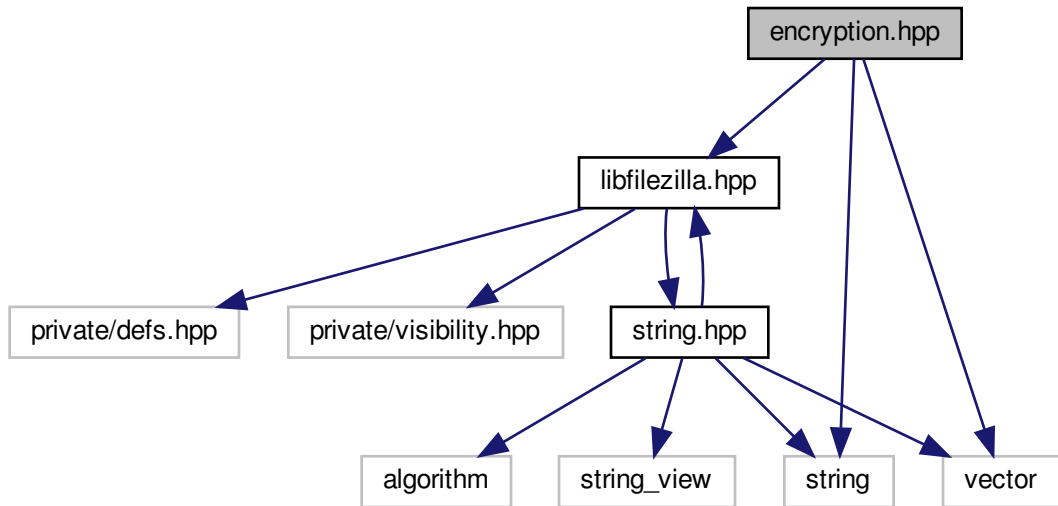 encryption.hpp
libfilezilla.hpp
private/defs.hpp
private/visibility.hpp
string.hpp
algorithm
string_view
string
vector